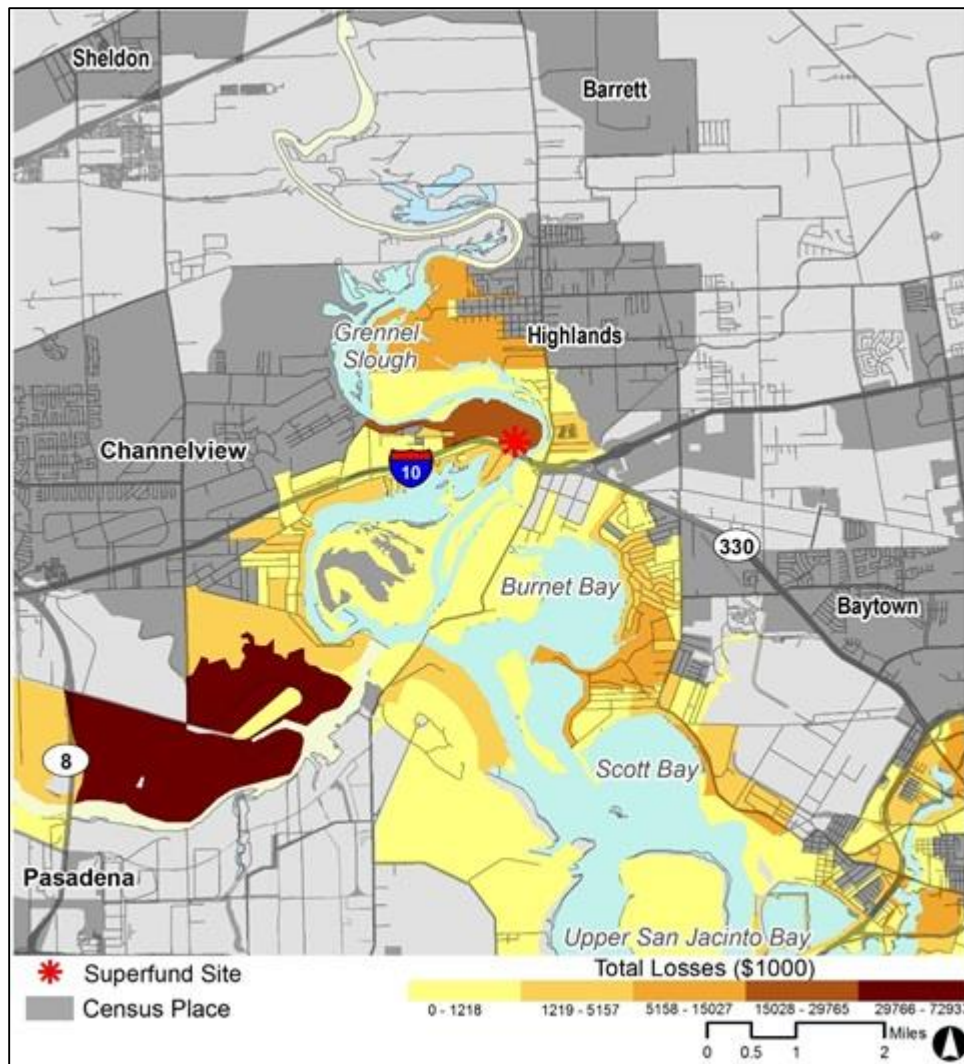 Sheldon
Barrett
Grennel
Slough
Highlands
Channelview
10
330
Burnet Bay
Baytown
Scott Bay
8
Pasadena
Upper San Jacinto Bay
Superfund Site
Census Place
Total Losses ($1000)
0 - 1218
1219 - 5157
5158 - 15027
15028 - 29765
Miles
0 0.5 1 2